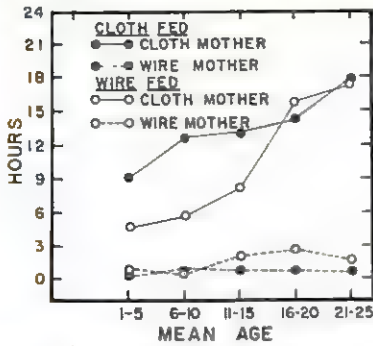 24
21
18
15
12
9
6
3
0
HOURS
CLOTH FED
CLOTH MOTHER
WIRE MOTHER
WIRE FED
CLOTH MOTHER
WIRE MOTHER
1-5 6-10 11-15 16-20 21-25
MEAN AGE